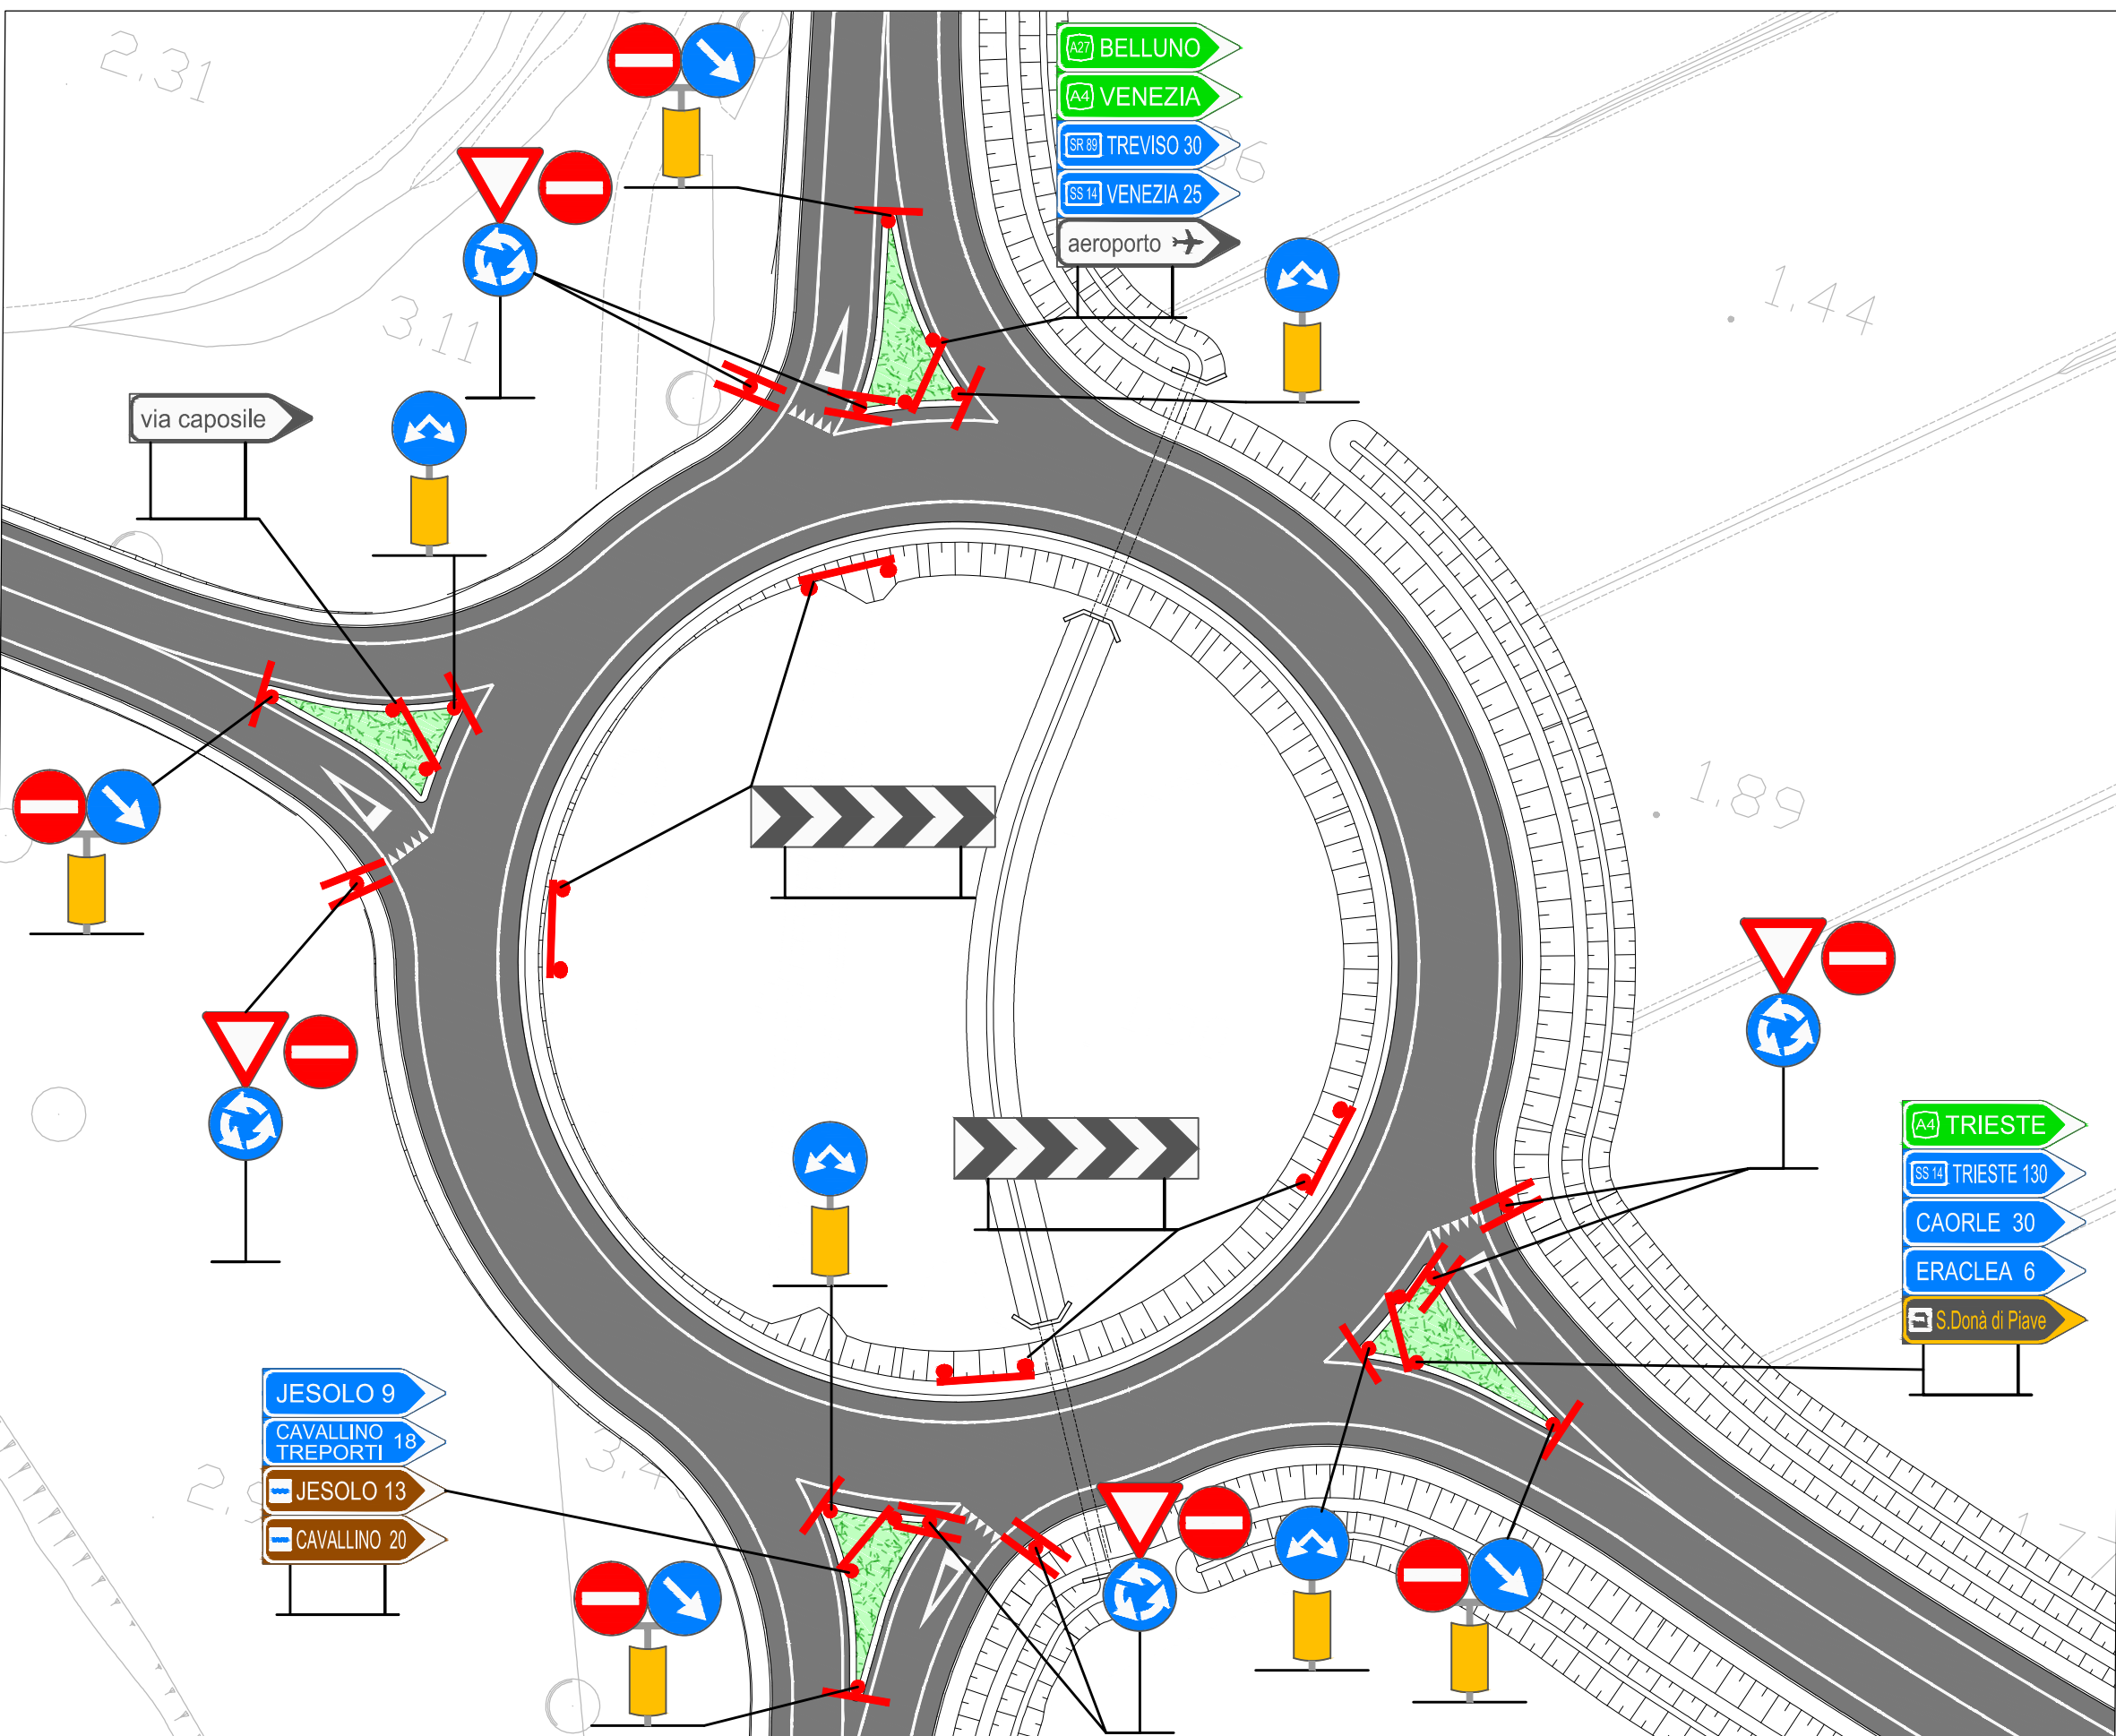 2,31
A27 BELLUNO
A4 VENEZIA
SR 89 TREVISO 30
SS 14 VENEZIA 25
aeroporto
3,11
1,44
via caposile
1,89
A4 TRIESTE
SS 14 TRIESTE 130
CAORLE 30
ERACLEA 6
S.Donà di Piave
JESOLO 9
CAVALLINO
TREPORTI 18
JESOLO 13
CAVALLINO 20